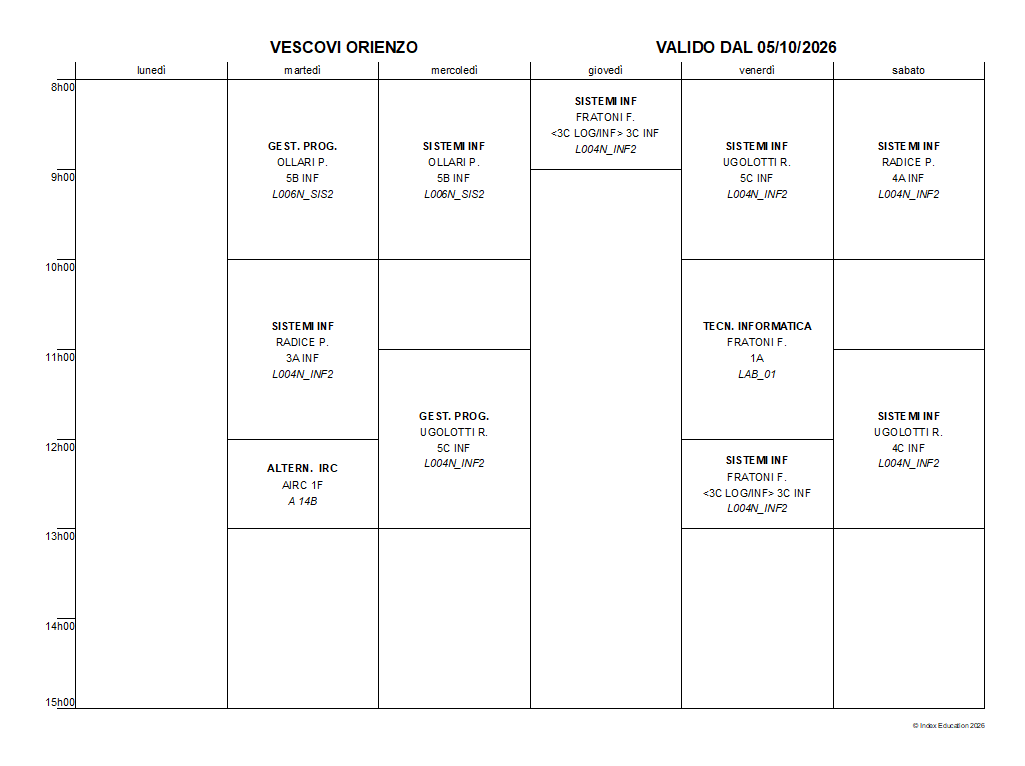 VESCOVI ORIENZO
VALIDO DAL 05/10/2026
lunedì martedì mercoledì giovedì venerdì sabato
8h00
9h00
10h00
11h00
12h00
13h00
14h00
15h00
GEST. PROG.
OLLARI P.
5B INF
L006N_SIS2
SISTEMI INF
RADICE P.
3A INF
L004N_INF2
ALTERN. IRC
AIRC 1F
A 14B
SISTEMI INF
OLLARI P.
5B INF
L006N_SIS2
GEST. PROG.
UGOLOTTI R.
5C INF
L004N_INF2
SISTEMI INF
FRATONI F.
<3C LOG/INF> 3C INF
L004N_INF2
SISTEMI INF
UGOLOTTI R.
5C INF
L004N_INF2
TECN. INFORMATICA
FRATONI F.
1A
LAB_01
SISTEMI INF
FRATONI F.
<3C LOG/INF> 3C INF
L004N_INF2
SISTEMI INF
RADICE P.
4A INF
L004N_INF2
SISTEMI INF
UGOLOTTI R.
4C INF
L004N_INF2
© Index Education 2026